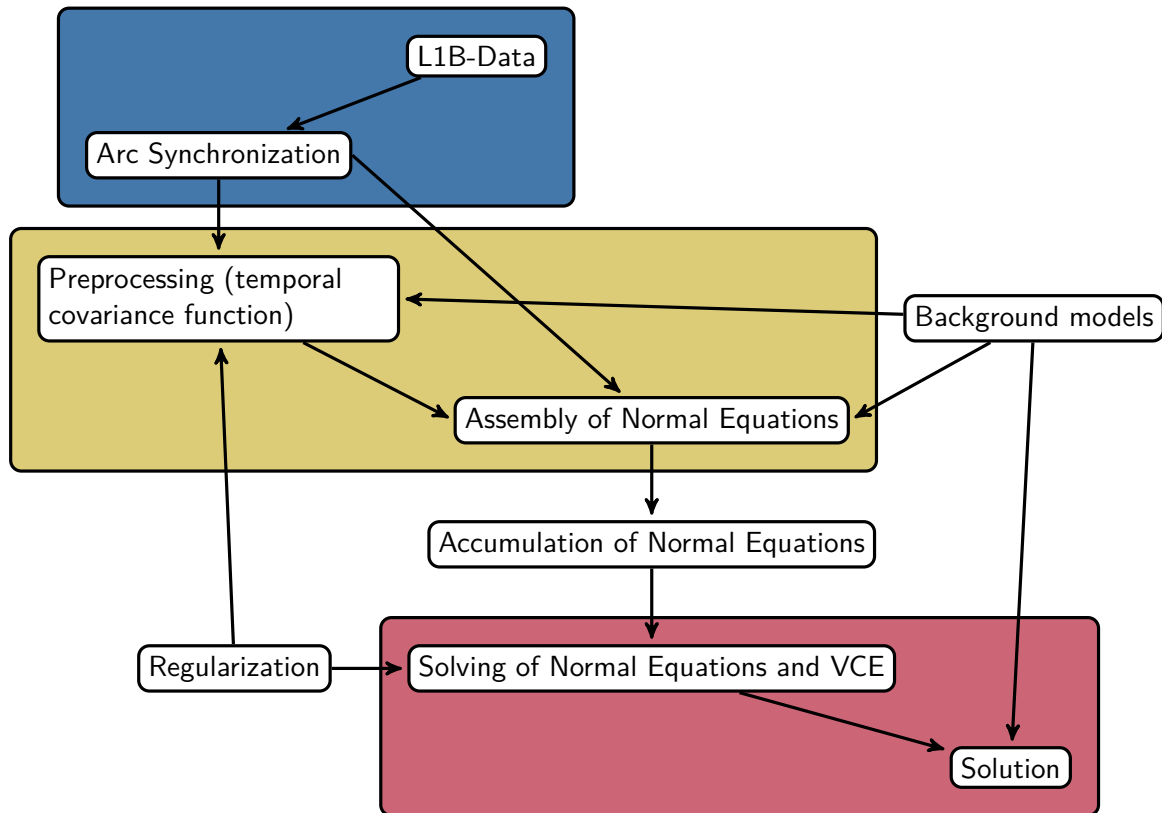 L1B-Data
Arc Synchronization
Preprocessing (temporal
covariance function)
Background models
Assembly of Normal Equations
Accumulation of Normal Equations
Regularization
Solving of Normal Equations and VCE
Solution